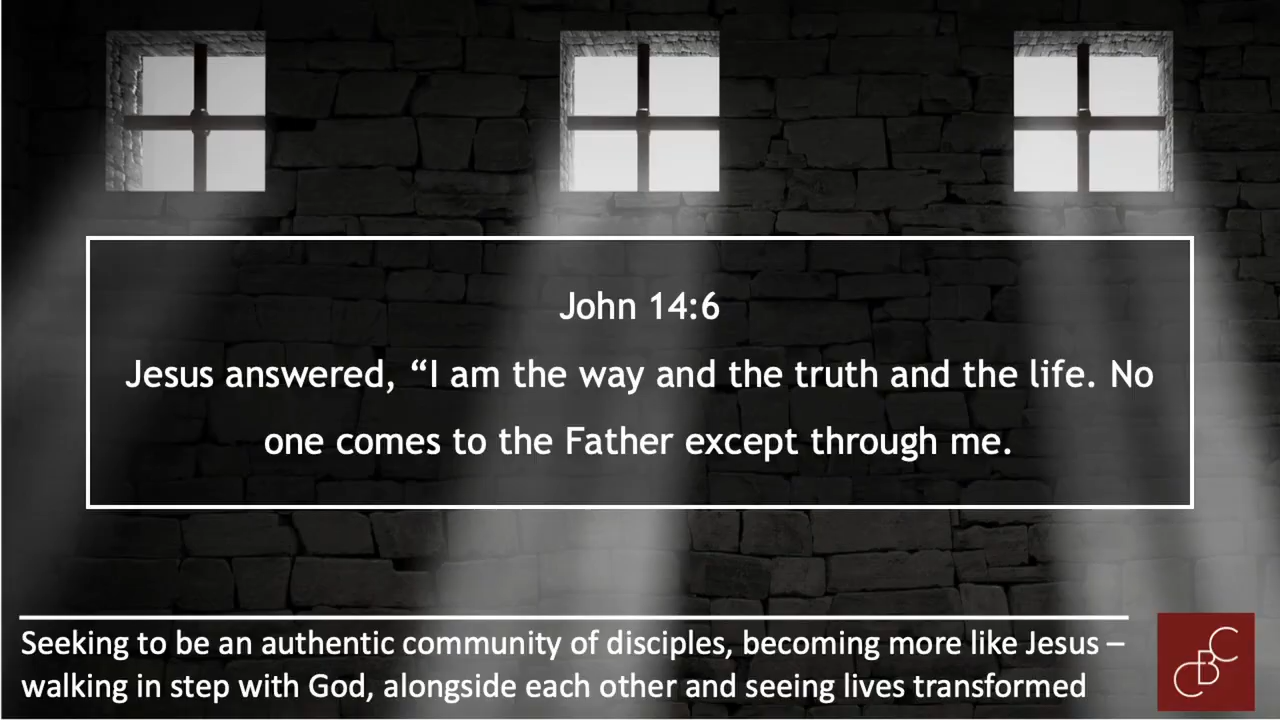 John 14:6
Jesus answered, “I am the way and the truth and the life. No
one comes to the Father except through me.
Seeking to be an authentic community of disciples, becoming more like Jesus –
walking in step with God, alongside each other and seeing lives transformed
CBC